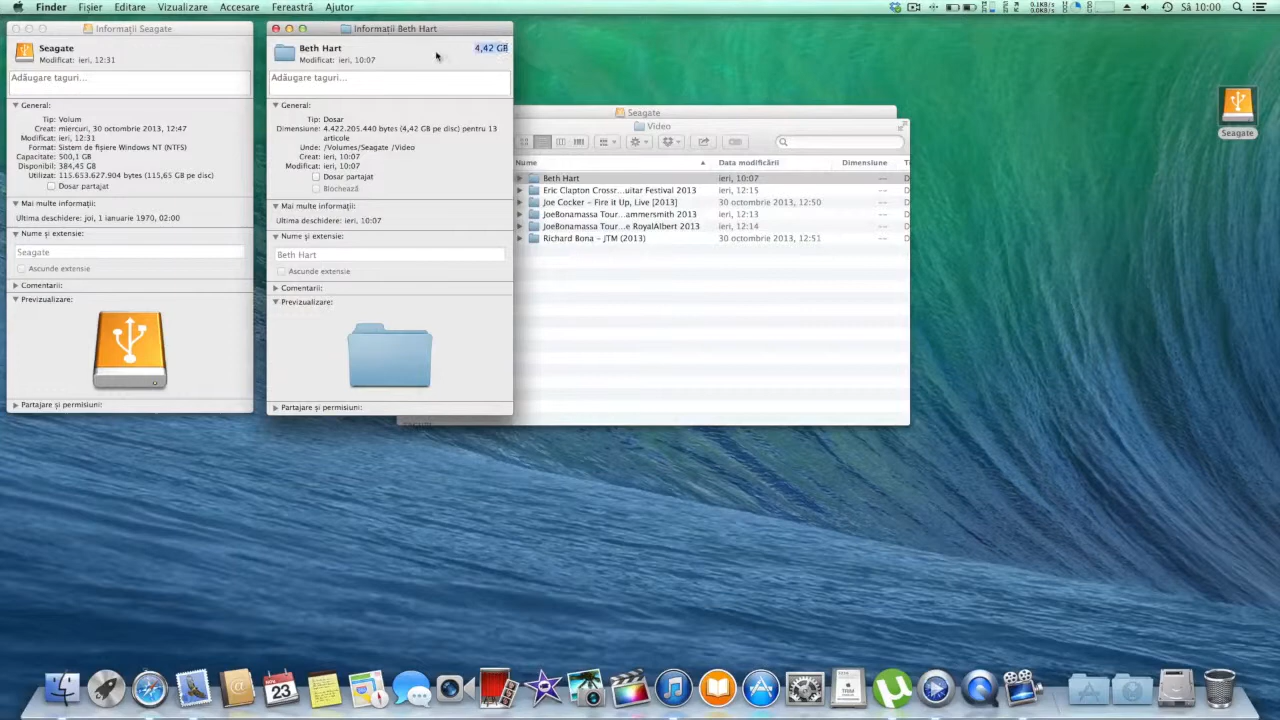 Finder Fișier Editare Vizualizare Accesare Fereastră Ajutor
0.1KB/s
0.0KB/s
Sâ 10:00
Informații Seagate
Seagate
Modificat: ieri, 12:31
Adăugare taguri...
General:
Tip: Volum
Creat: miercuri, 30 octombrie 2013, 12:47
Modificat: ieri, 12:31
Format: Sistem de fișiere Windows NT (NTFS)
Capacitate: 500,1 GB
Disponibil: 384,45 GB
Utilizat: 115.653.627.904 bytes (115,65 GB pe disc)
Dosar partajat
Mai multe informații:
Ultima deschidere: joi, 1 ianuarie 1970, 02:00
Nume și extensie:
Seagate
Ascunde extensie
Comentarii:
Previzualizare:
Partajare și permisiuni:
Informații Beth Hart
Beth Hart 4,42 GB
Modificat: ieri, 10:07
Adăugare taguri...
General:
Tip: Dosar
Dimensiune: 4.422.205.440 bytes (4,42 GB pe disc) pentru 13
articole
Unde: /Volumes/Seagate /Video
Creat: ieri, 10:07
Modificat: ieri, 10:07
Dosar partajat
Blochează
Mai multe informații:
Ultima deschidere: ieri, 10:07
Nume și extensie:
Beth Hart
Ascunde extensie
Comentarii:
Previzualizare:
Partajare și permisiuni:
Seagate
Video
Nume Data modificării Dimensiune
Beth Hart ieri, 10:07 --
Eric Clapton Crossr...uitar Festival 2013 ieri, 12:15 --
Joe Cocker – Fire it Up, Live [2013] 30 octombrie 2013, 12:50 --
JoeBonamassa Tour...ammersmith 2013 ieri, 12:13 --
JoeBonamassa Tour...e RoyalAlbert 2013 ieri, 12:14 --
Richard Bona – JTM (2013) 30 octombrie 2013, 12:51 --
Seagate
23